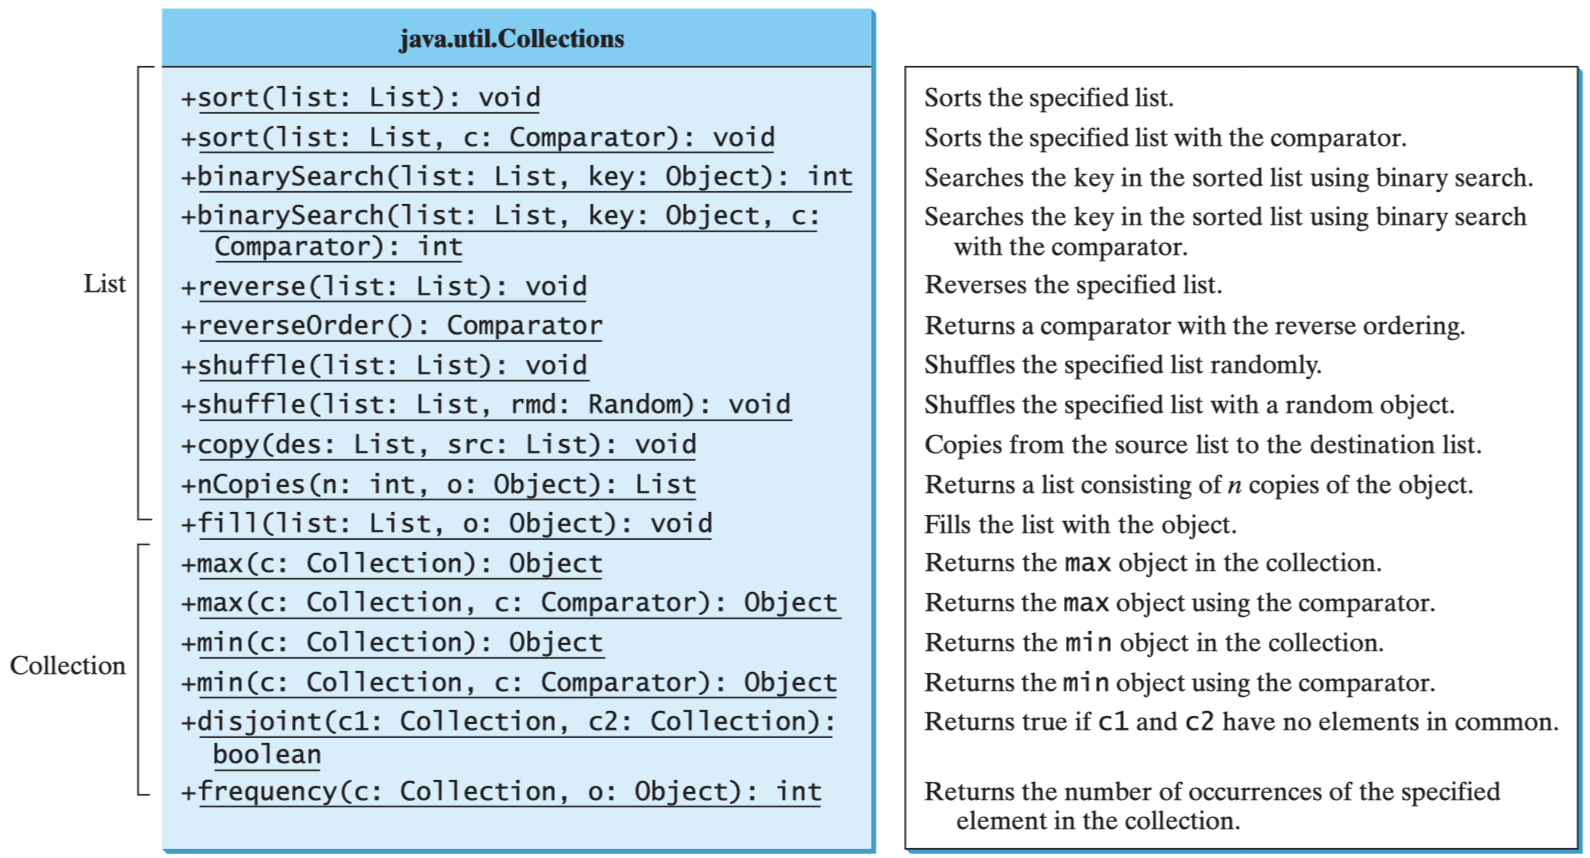 java.util.Collections
List
+sort(list: List): void
+sort(list: List, c: Comparator): void
+binarySearch(list: List, key: Object): int
+binarySearch(list: List, key: Object, c:
Comparator): int
+reverse(list: List): void
+reverseOrder(): Comparator
+shuffle(list: List): void
+shuffle(list: List, rmd: Random): void
+copy(des: List, src: List): void
+nCopies(n: int, o: Object): List
+fill(list: List, o: Object): void
Collection
+max(c: Collection): Object
+max(c: Collection, c: Comparator): Object
+min(c: Collection): Object
+min(c: Collection, c: Comparator): Object
+disjoint(c1: Collection, c2: Collection):
boolean
+frequency(c: Collection, o: Object): int
Sorts the specified list.
Sorts the specified list with the comparator.
Searches the key in the sorted list using binary search.
Searches the key in the sorted list using binary search
with the comparator.
Reverses the specified list.
Returns a comparator with the reverse ordering.
Shuffles the specified list randomly.
Shuffles the specified list with a random object.
Copies from the source list to the destination list.
Returns a list consisting of n copies of the object.
Fills the list with the object.
Returns the max object in the collection.
Returns the max object using the comparator.
Returns the min object in the collection.
Returns the min object using the comparator.
Returns true if c1 and c2 have no elements in common.
Returns the number of occurrences of the specified
element in the collection.